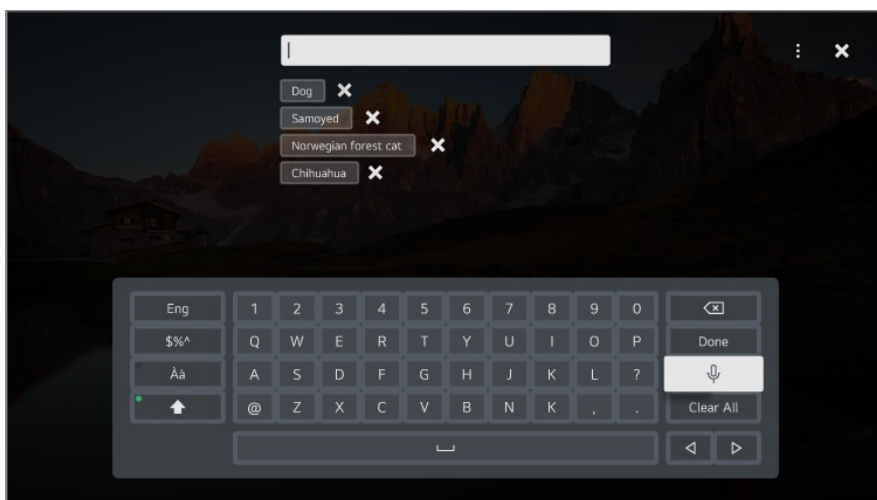 Dog
Samoyed
Norwegian forest cat
Chihuahua
Eng 1 2 3 4 5 6 7 8 9 0
$%^ Q W E R T Y U I O P Done
Àà A S D F G H J K L ?
@ Z X C V B N K , . Clear All